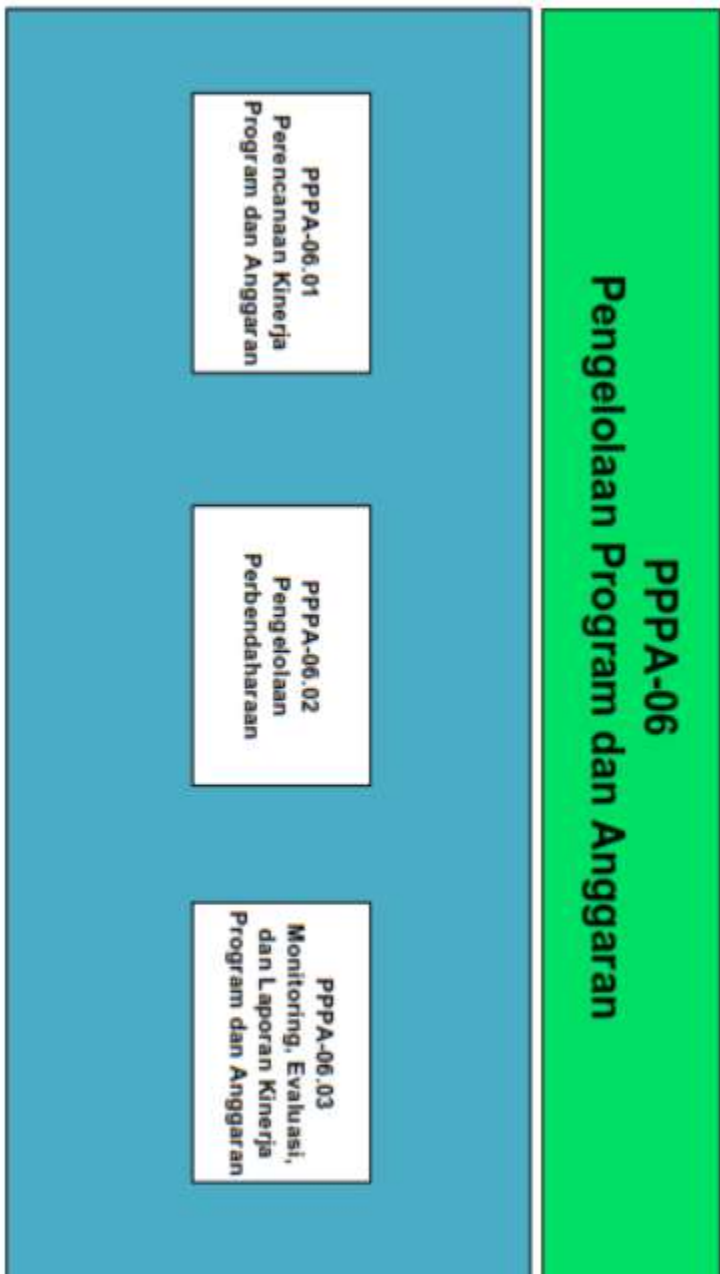 PPPA-06
Pengelolaan Program dan Anggaran
PPPA-06.01
Perencanaan Kinerja
Program dan Anggaran
PPPA-06.02
Pengelolaan
Perbendaharaan
PPPA-06.03
Monitoring, Evaluasi,
dan Laporan Kinerja
Program dan Anggaran